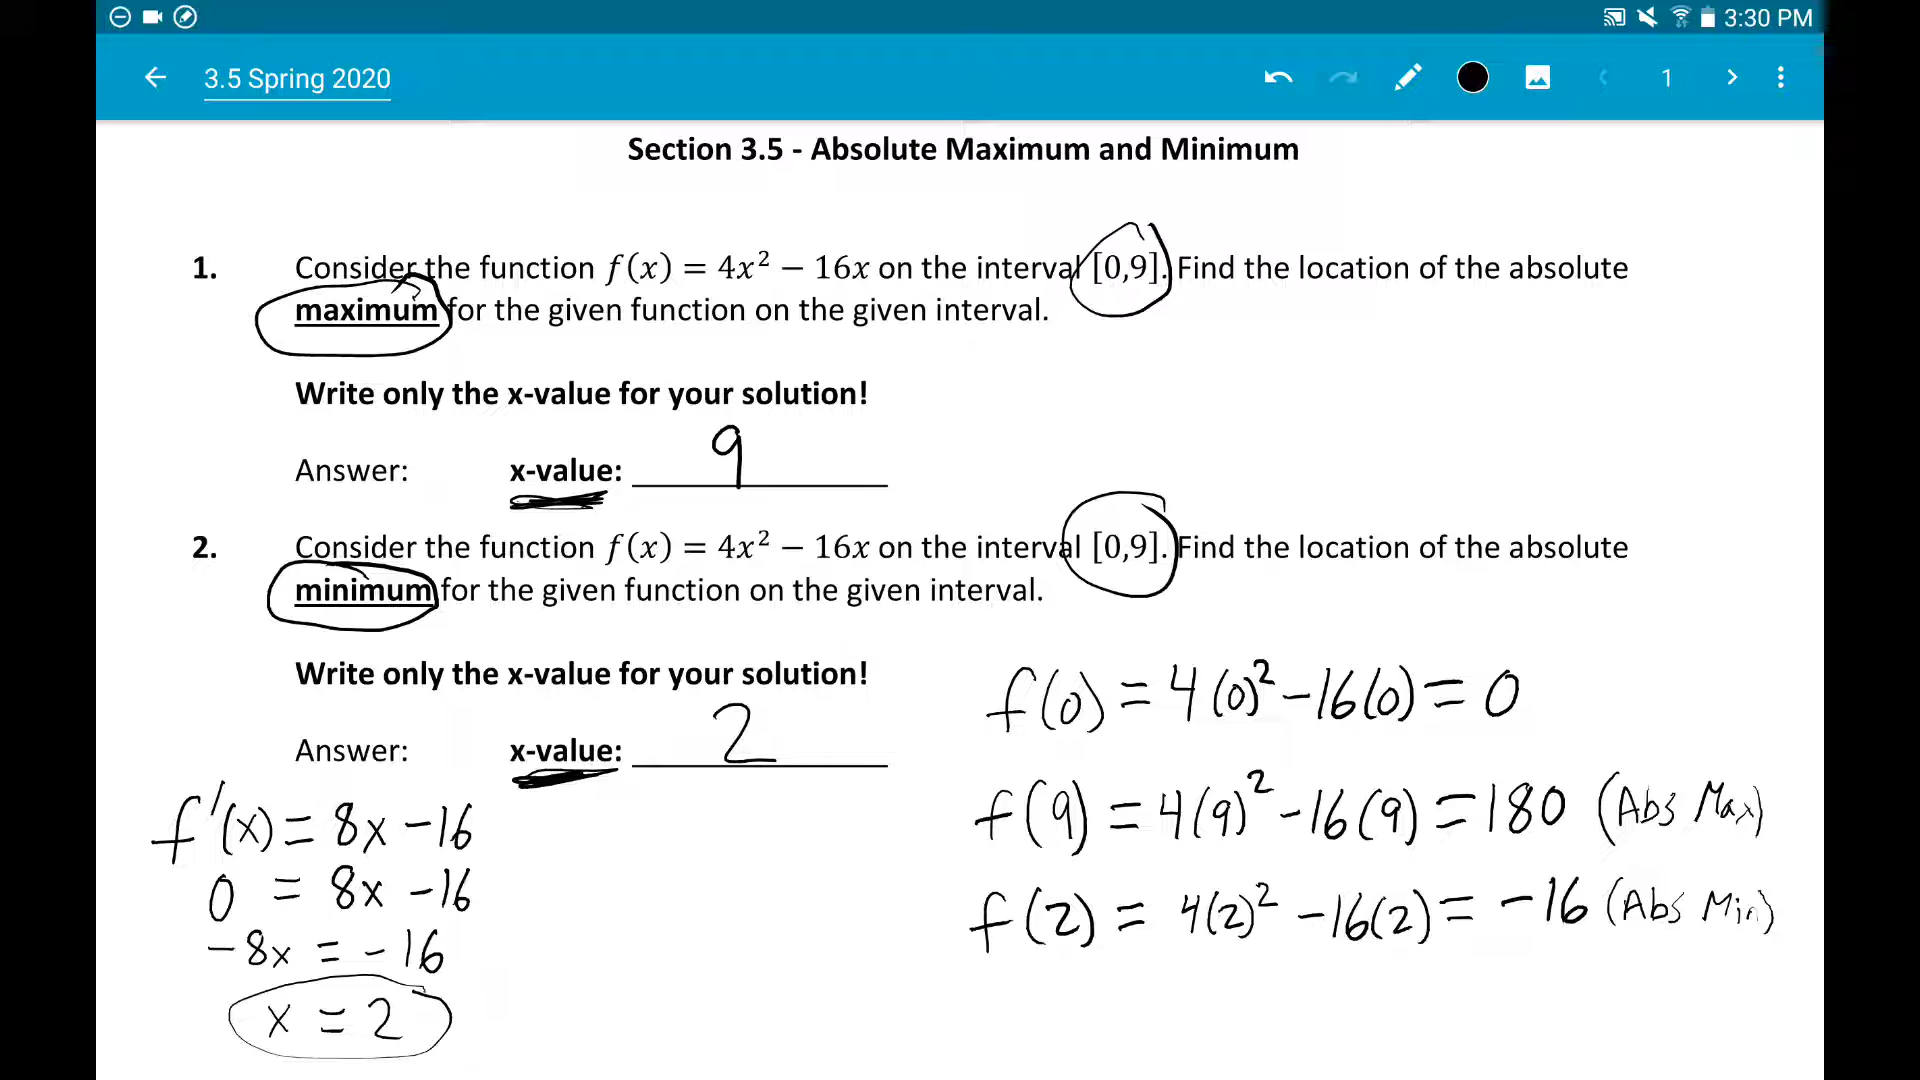 3:30 PM
3.5 Spring 2020
1
Section 3.5 - Absolute Maximum and Minimum
1. Consider the function f(x) = 4x² − 16x on the interval [0,9]. Find the location of the absolute
maximum for the given function on the given interval.
Write only the x-value for your solution!
Answer: x-value: 9
2. Consider the function f(x) = 4x² − 16x on the interval [0,9]. Find the location of the absolute
minimum for the given function on the given interval.
Write only the x-value for your solution!
Answer: x-value: 2
f'(x) = 8x - 16
0 = 8x - 16
-8x = -16
x = 2
f(0) = 4(0)² - 16(0) = 0
f(9) = 4(9)² - 16(9) = 180 (Abs Max)
f(2) = 4(2)² - 16(2) = -16 (Abs Min)